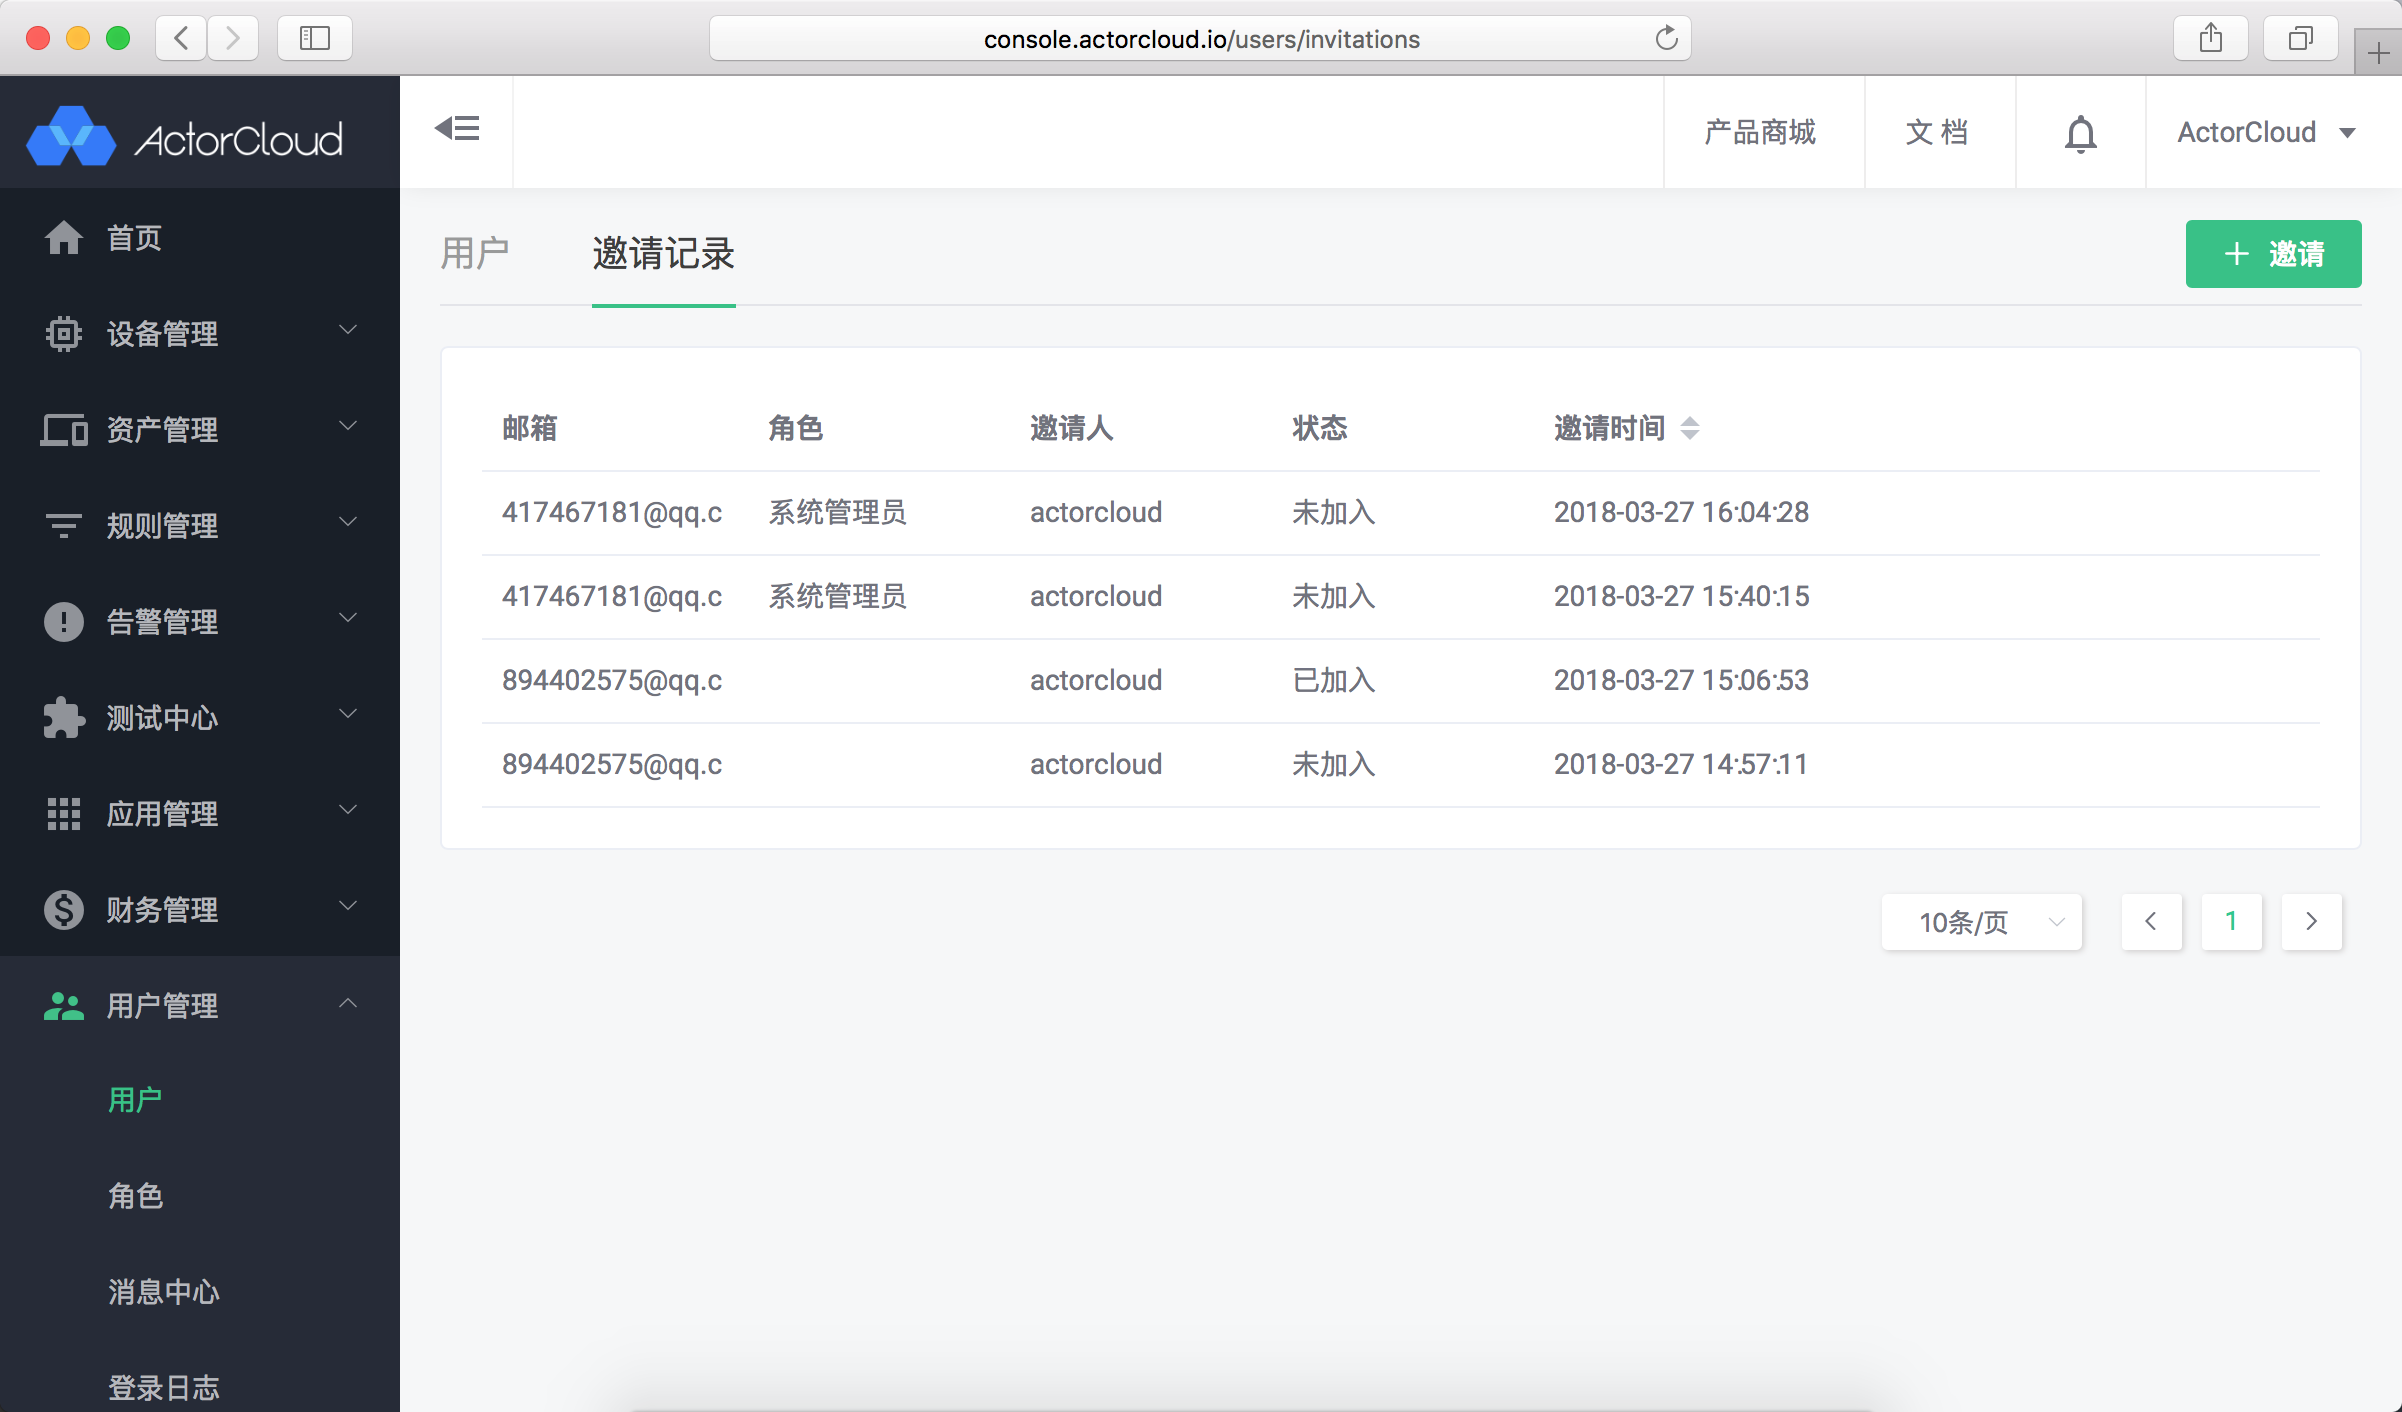 console.actorcloud.io/users/invitations
ActorCloud
产品商城
文 档
ActorCloud
首页
设备管理
资产管理
规则管理
告警管理
测试中心
应用管理
财务管理
用户管理
用户
角色
消息中心
登录日志
用户 邀请记录
+ 邀请
邮箱 角色 邀请人 状态 邀请时间
417467181@qq.c 系统管理员 actorcloud 未加入 2018-03-27 16:04:28
417467181@qq.c 系统管理员 actorcloud 未加入 2018-03-27 15:40:15
894402575@qq.c actorcloud 已加入 2018-03-27 15:06:53
894402575@qq.c actorcloud 未加入 2018-03-27 14:57:11
10条/页 1